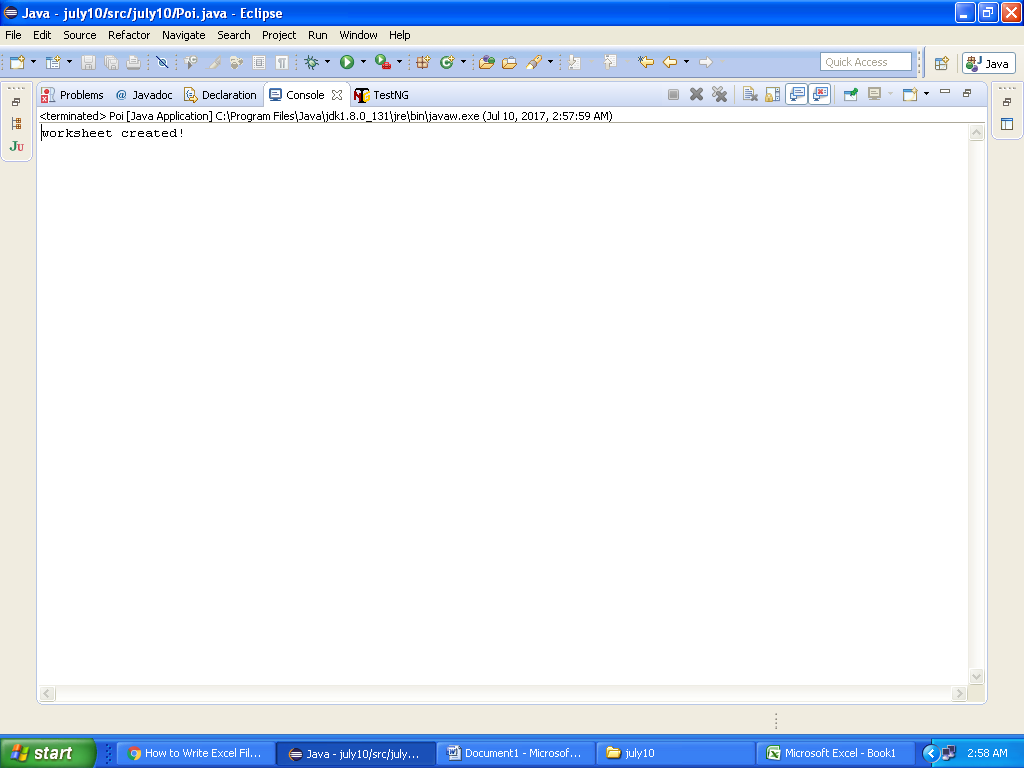 Java - july10/src/july10/Poi.java - Eclipse
File Edit Source Refactor Navigate Search Project Run Window Help
Quick Access
Java
Problems @ Javadoc Declaration Console TestNG
<terminated> Poi [Java Application] C:\Program Files\Java\jdk1.8.0_131\jre\bin\javaw.exe (Jul 10, 2017, 2:57:59 AM)
worksheet created!
JU
start How to Write Excel Fil... Java - july10/src/july... Document1 - Microsof... july10 Microsoft Excel - Book1 2:58 AM